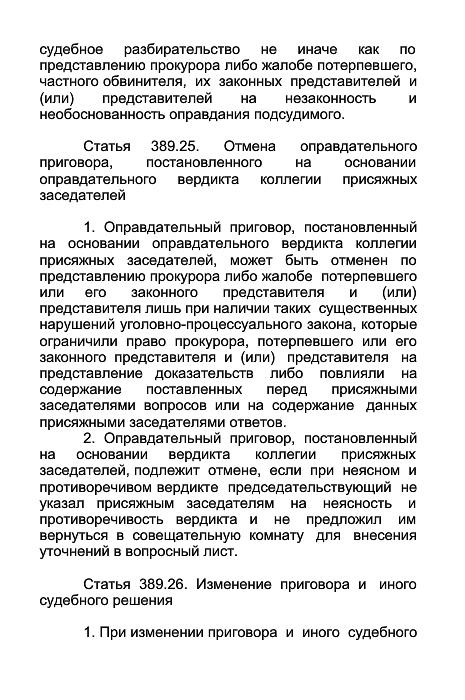 судебное разбирательство не иначе как по
представлению прокурора либо жалобе потерпевшего,
частного обвинителя, их законных представителей и
(или) представителей на незаконность и
необоснованность оправдания подсудимого.
Статья 389.25. Отмена оправдательного
приговора, постановленного на основании
оправдательного вердикта коллегии присяжных
заседателей
1. Оправдательный приговор, постановленный
на основании оправдательного вердикта коллегии
присяжных заседателей, может быть отменен по
представлению прокурора либо жалобе потерпевшего
или его законного представителя и (или)
представителя лишь при наличии таких существенных
нарушений уголовно-процессуального закона, которые
ограничили право прокурора, потерпевшего или его
законного представителя и (или) представителя на
представление доказательств либо повлияли на
содержание поставленных перед присяжными
заседателями вопросов или на содержание данных
присяжными заседателями ответов.
2. Оправдательный приговор, постановленный
на основании вердикта коллегии присяжных
заседателей, подлежит отмене, если при неясном и
противоречивом вердикте председательствующий не
указал присяжным заседателям на неясность и
противоречивость вердикта и не предложил им
вернуться в совещательную комнату для внесения
уточнений в вопросный лист.
Статья 389.26. Изменение приговора и иного
судебного решения
1. При изменении приговора и иного судебного